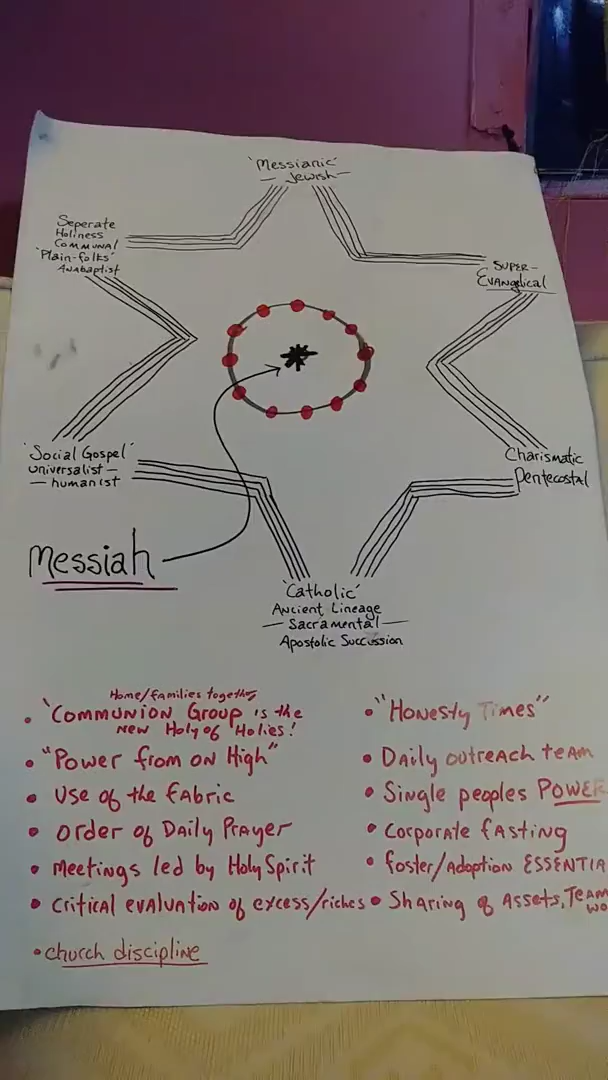 'Messianic'
— Jewish —
Seperate
Holiness
Communal
'Plain-folks'
Anabaptist
SUPER-
EVANgelical
'Social Gospel'
universalist —
— humanist
Charismatic
Pentecostal
Messiah
'Catholic'
Ancient Lineage
— Sacramental —
Apostolic Succussion
Home/families together,
• "Communion Group is the
new Holy of Holies!
• "Power from on High"
• Use of the Fabric
• Order of Daily Prayer
• Meetings led by Holy Spirit
• Critical evaluation of excess/riches
• church discipline
• "Honesty Times"
• Daily outreach team
• Single peoples POWER
• Corporate fasting
• foster/Adoption ESSENTIA
• Sharing of Assets, Team
wo